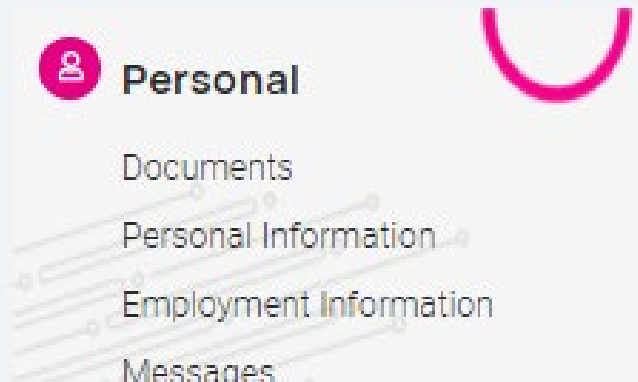 Personal
Documents
Personal Information
Employment Information
Messages